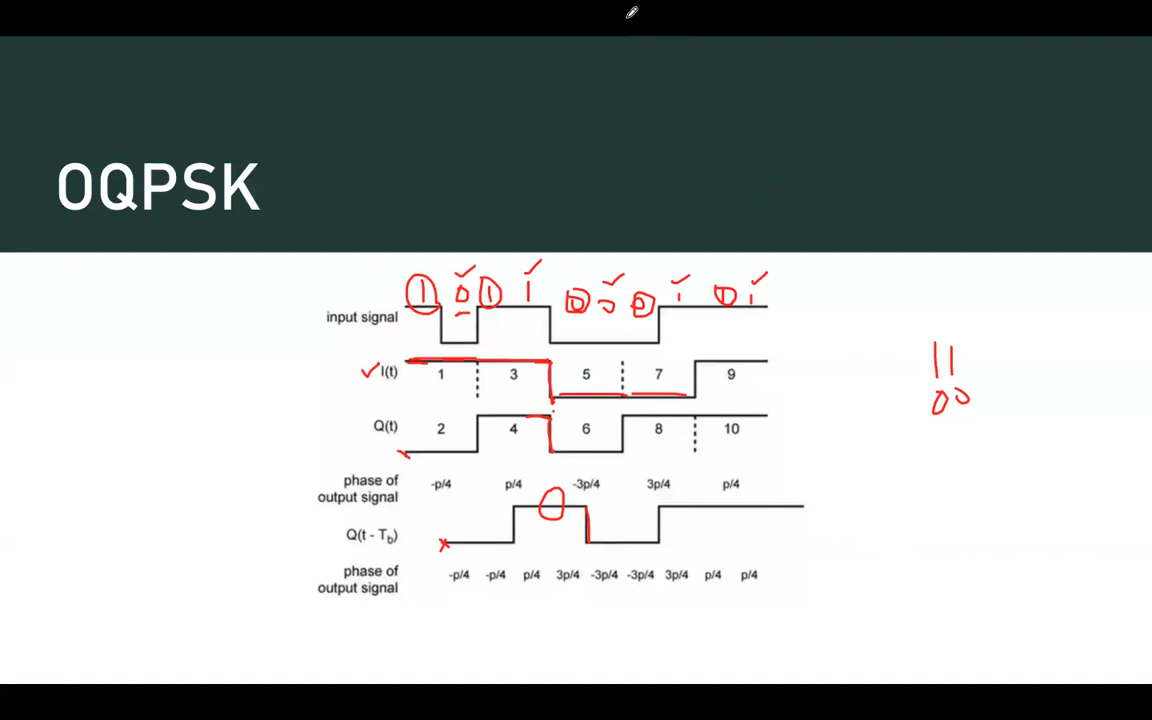 OQPSK
1 0 1 1 0 0 0 1 1 1
input signal
I(t) 1 3 5 7 9
11
00
Q(t) 2 4 6 8 10
phase of
output signal -p/4 p/4 -3p/4 3p/4 p/4
Q(t - Tb)
phase of
output signal -p/4 -p/4 p/4 3p/4 -3p/4 -3p/4 3p/4 p/4 p/4